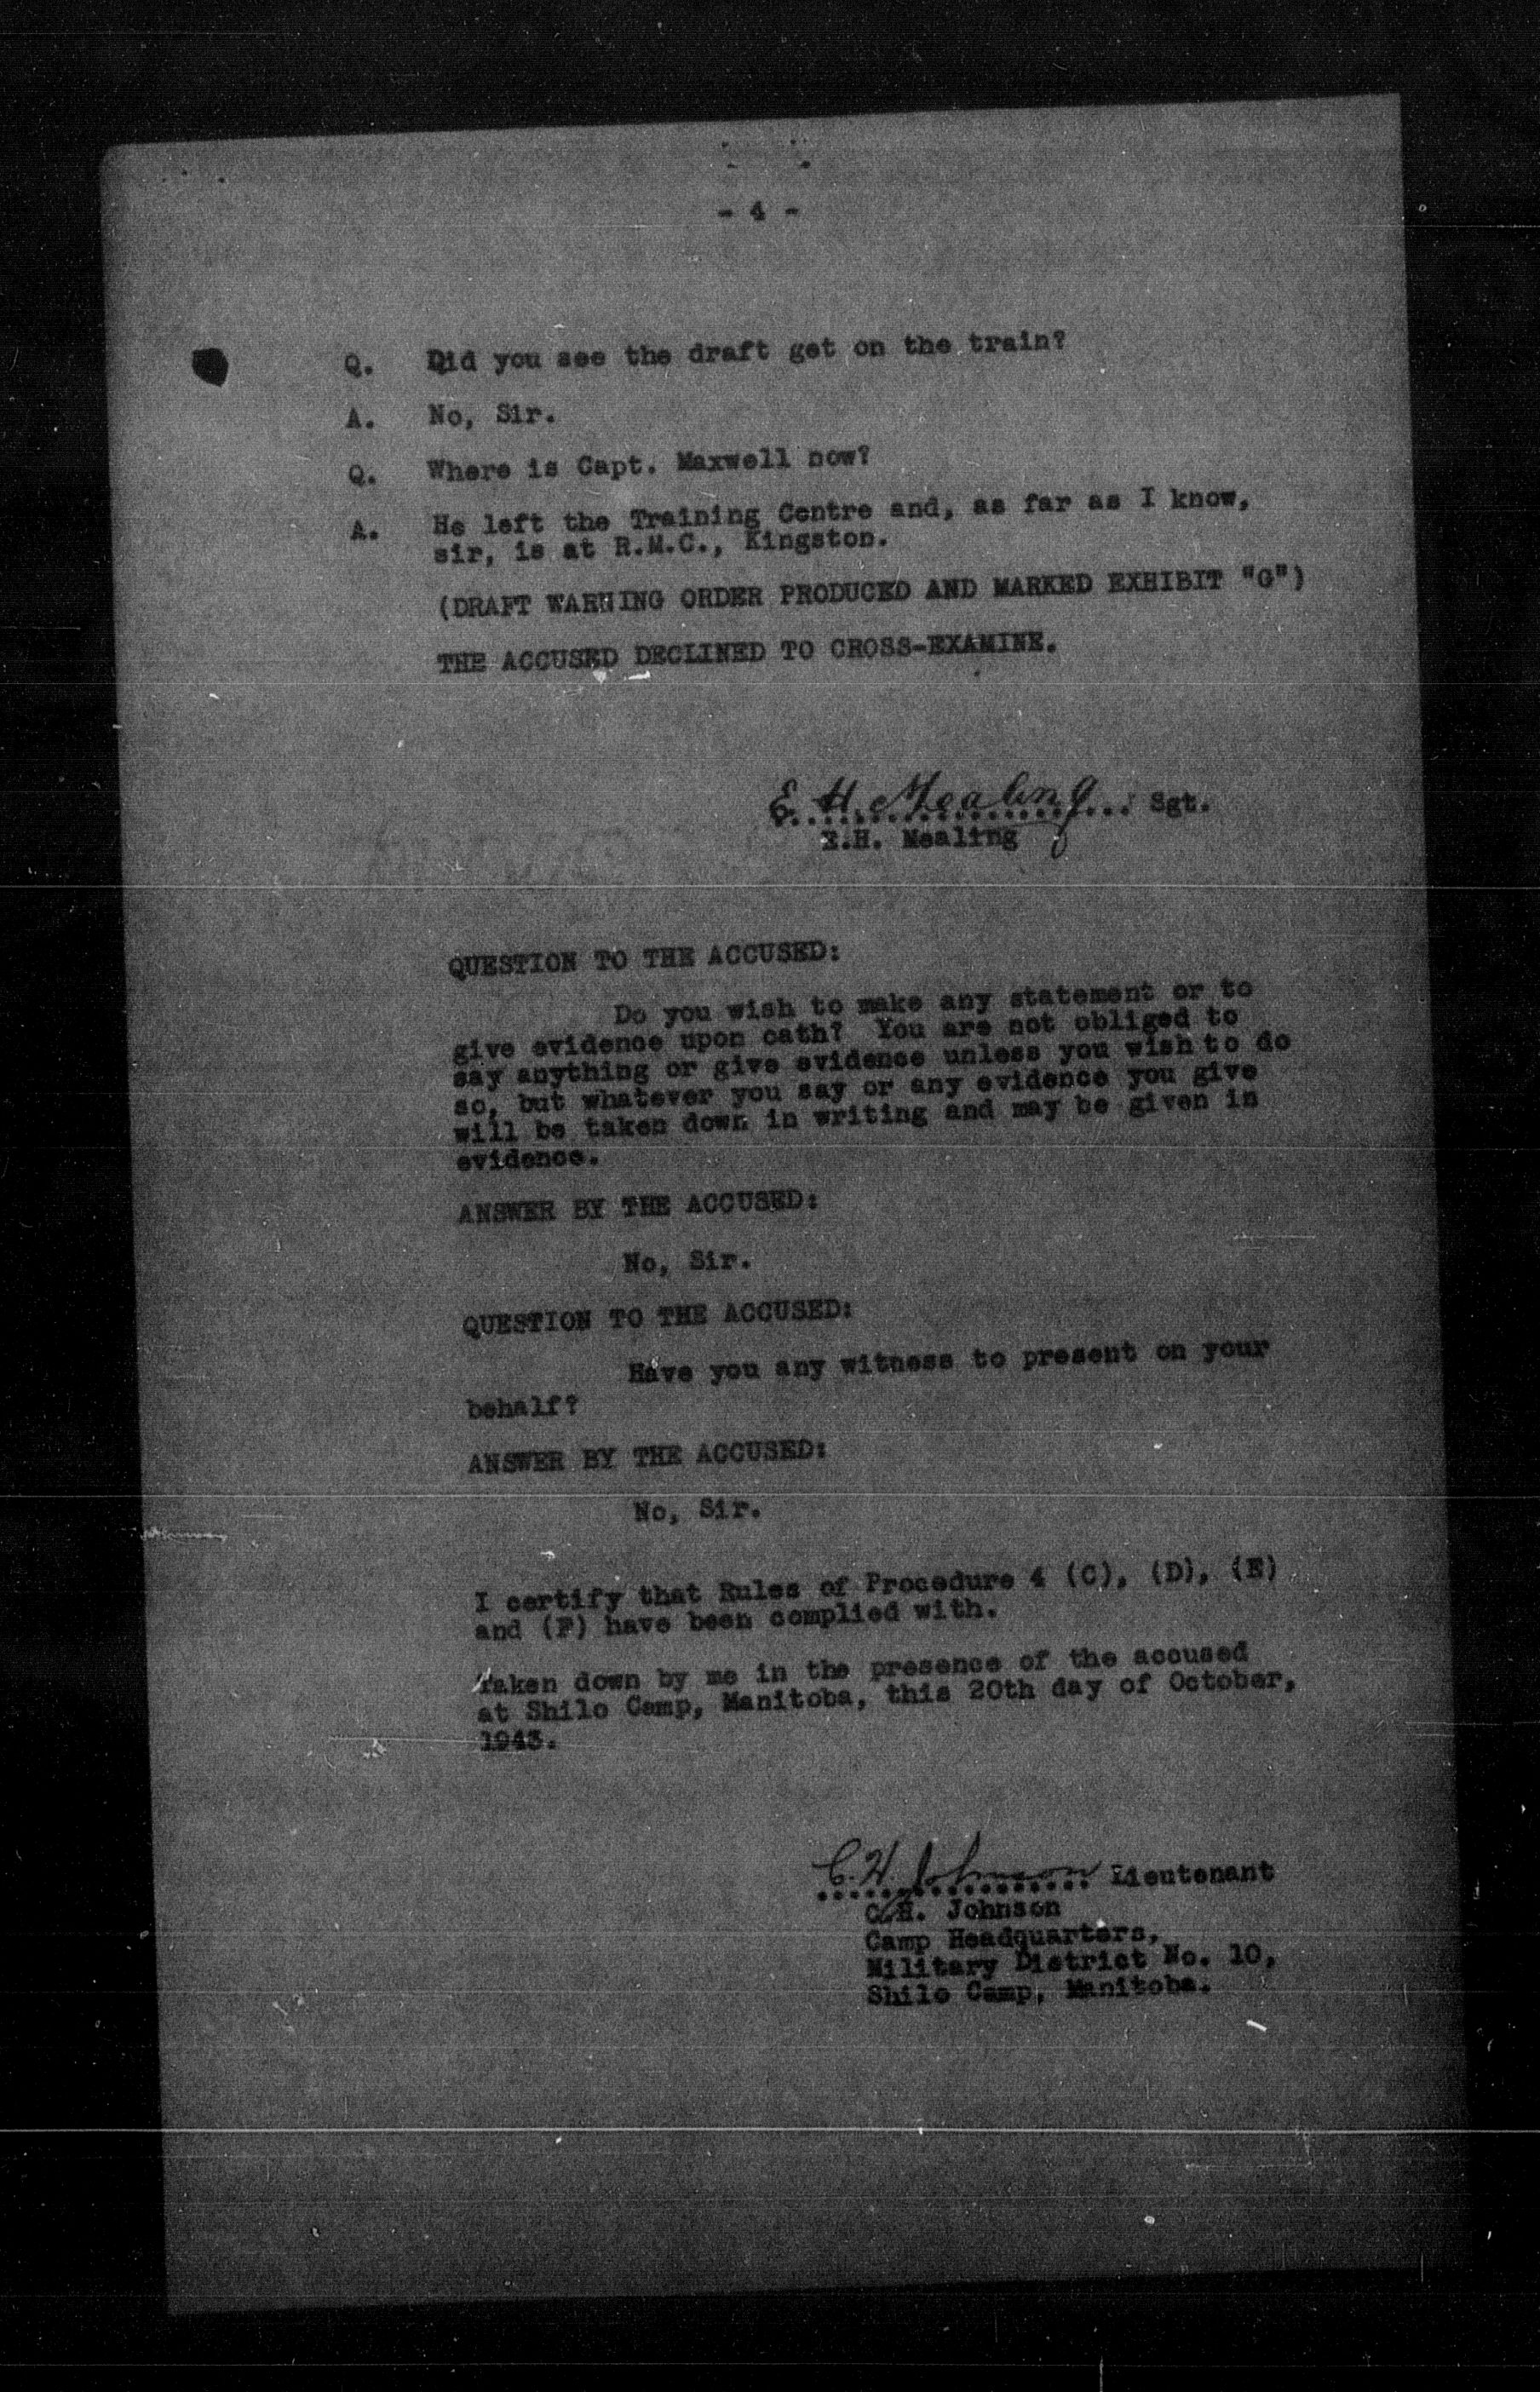 - 4 -
Q. Did you see the draft get on the train?
A. No, Sir.
Q. Where is Capt. Maxwell now?
A. He left the Training Centre and, as far as I know,
sir, is at R.M.C., Kingston.
(DRAFT WARNING ORDER PRODUCED AND MARKED EXHIBIT "G")
THE ACCUSED DECLINED TO CROSS-EXAMINE.
E. H. Mealing Sgt.
E.H. Mealing
QUESTION TO THE ACCUSED:
Do you wish to make any statement or to
give evidence upon oath? You are not obliged to
say anything or give evidence unless you wish to do
so, but whatever you say or any evidence you give
will be taken down in writing and may be given in
evidence.
ANSWER BY THE ACCUSED:
No, Sir.
QUESTION TO THE ACCUSED:
Have you any witness to present on your
behalf?
ANSWER BY THE ACCUSED:
No, Sir.
I certify that Rules of Procedure 4 (C), (D), (E)
and (F) have been complied with.
Taken down by me in the presence of the accused
at Shilo Camp, Manitoba, this 20th day of October,
1943.
C. H. Johnson Lieutenant
C.H. Johnson
Camp Headquarters,
Military District No. 10,
Shilo Camp, Manitoba.